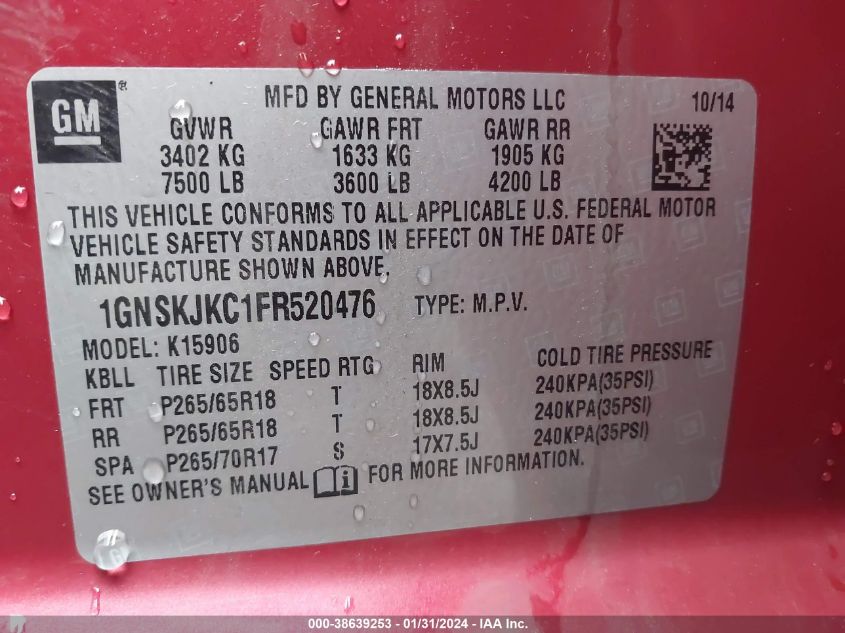 GM
MFD BY GENERAL MOTORS LLC 10/14
GVWR GAWR FRT GAWR RR
3402 KG 1633 KG 1905 KG
7500 LB 3600 LB 4200 LB
THIS VEHICLE CONFORMS TO ALL APPLICABLE U.S. FEDERAL MOTOR
VEHICLE SAFETY STANDARDS IN EFFECT ON THE DATE OF
MANUFACTURE SHOWN ABOVE.
1GNSKJKC1FR520476 TYPE: M.P.V.
MODEL: K15906
KBLL TIRE SIZE SPEED RTG RIM COLD TIRE PRESSURE
FRT P265/65R18 T 18X8.5J 240KPA(35PSI)
RR P265/65R18 T 18X8.5J 240KPA(35PSI)
SPA P265/70R17 S 17X7.5J 240KPA(35PSI)
SEE OWNER'S MANUAL FOR MORE INFORMATION.
000-38639253 - 01/31/2024 - IAA Inc.